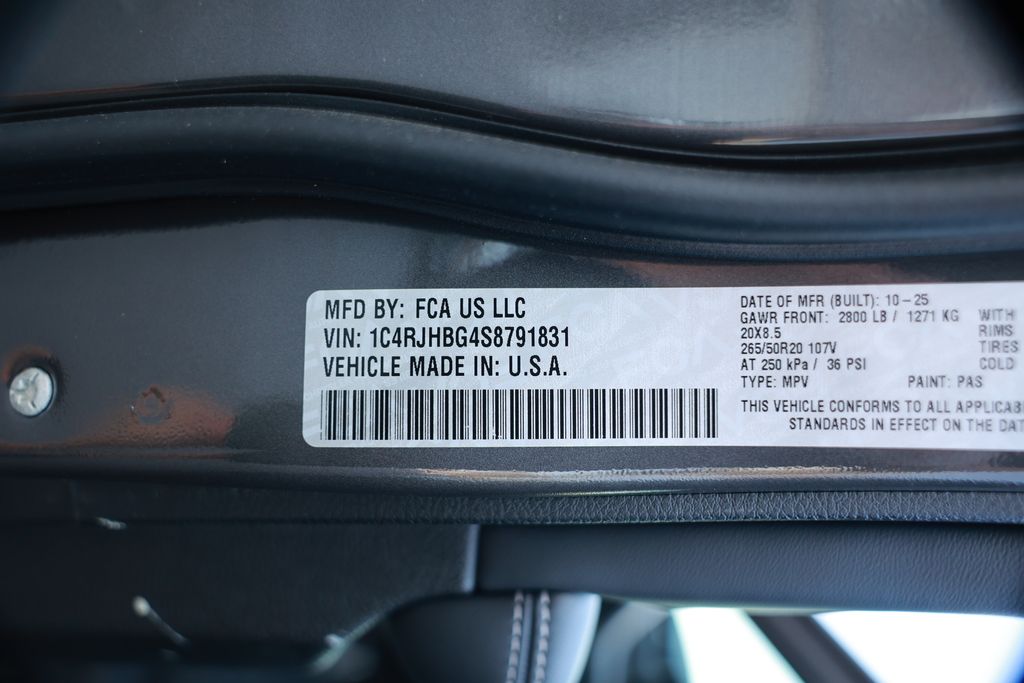 MFD BY: FCA US LLC
VIN: 1C4RJHBG4S8791831
VEHICLE MADE IN: U.S.A.
DATE OF MFR (BUILT): 10-25
GAWR FRONT: 2800 LB / 1271 KG WITH
20X8.5 RIMS
265/50R20 107V TIRES
AT 250 kPa / 36 PSI COLD
TYPE: MPV PAINT: PAS
THIS VEHICLE CONFORMS TO ALL
STANDARDS IN EFFECT ON THE